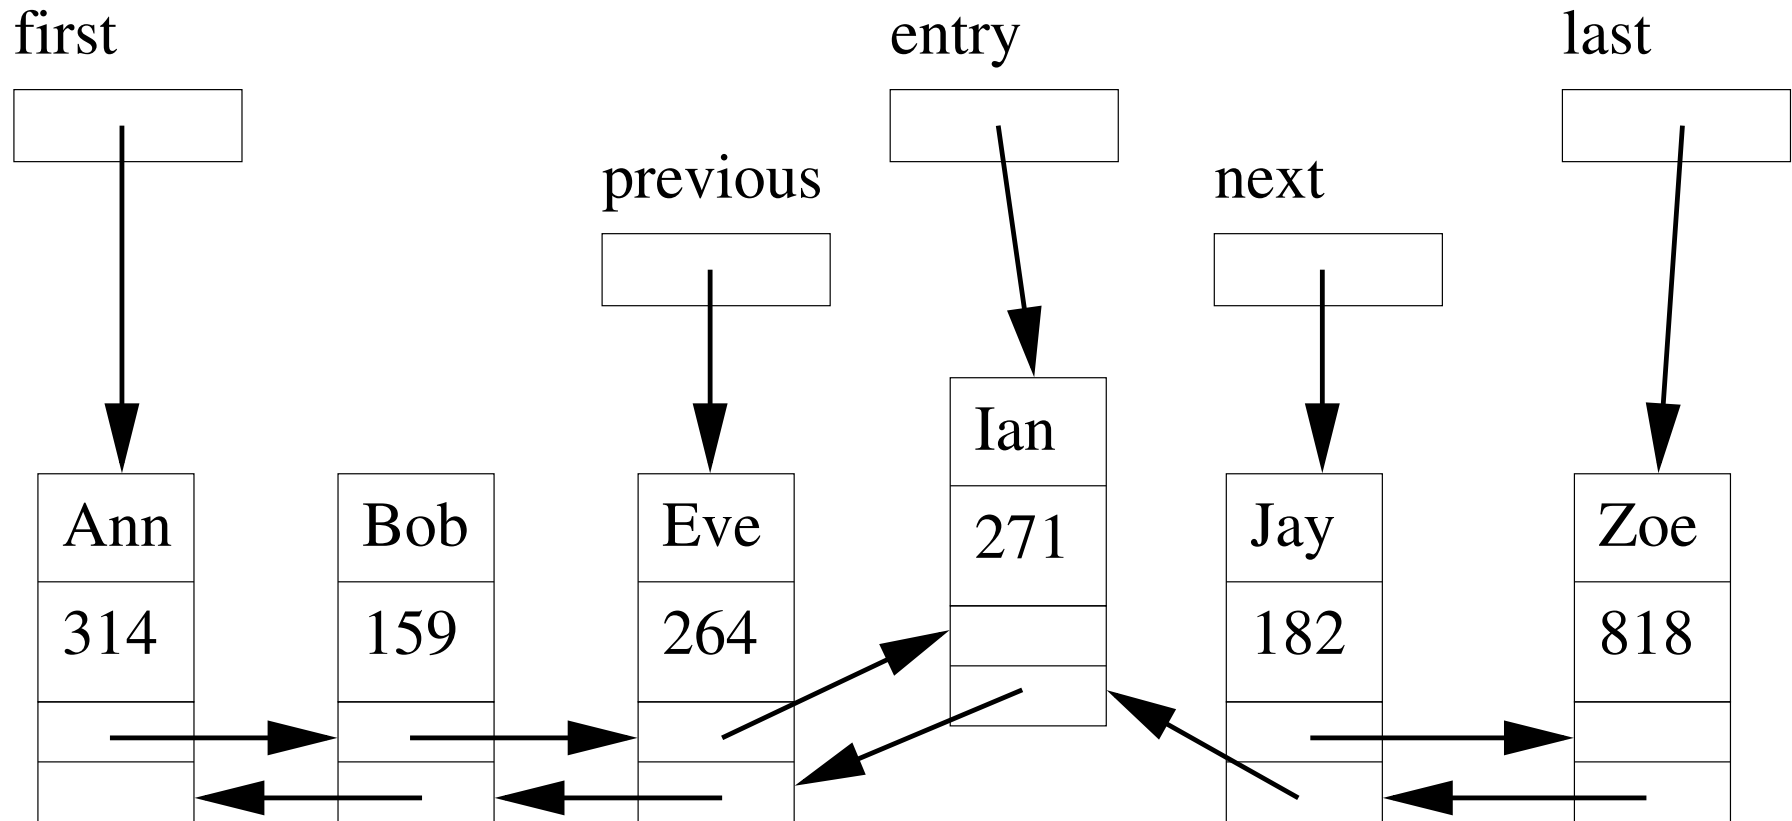 first
entry
last
previous
next
Ian
271
Ann
Bob
Eve
Jay
Zoe
314
159
264
182
818